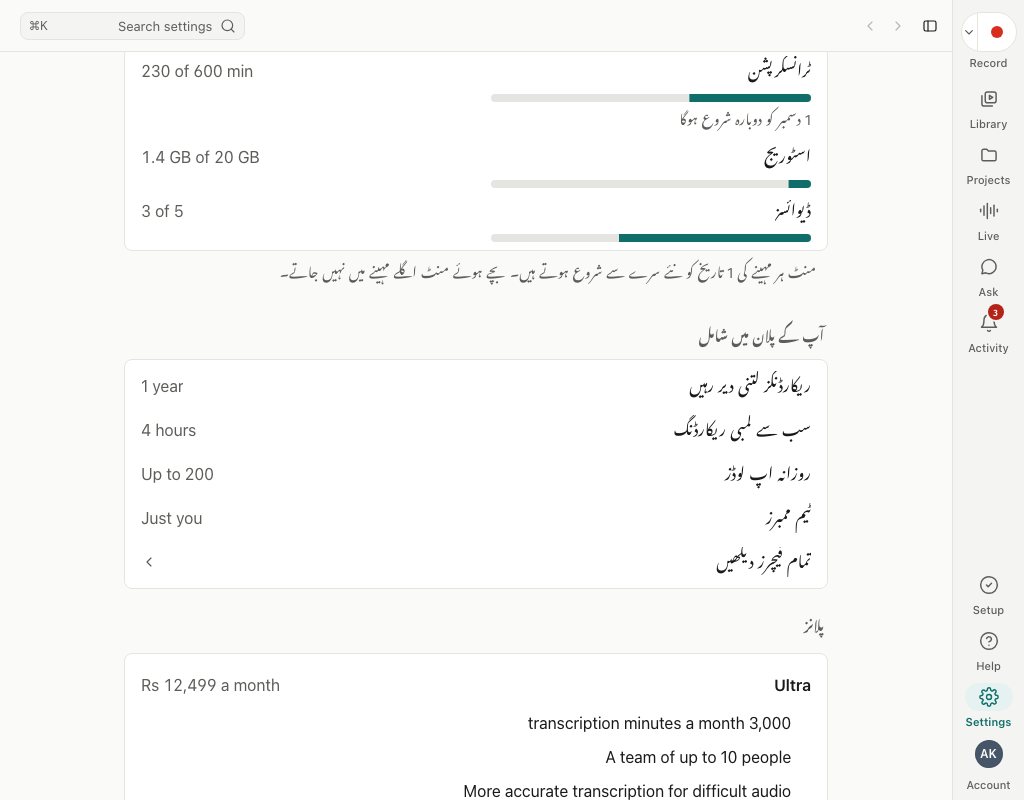 ⌘K
Search settings
Record
Library
Projects
Live
Ask
3
Activity
Setup
Help
Settings
AK
Account
ٹرانسکرپشن
230 of 600 min
1 دسمبر کو دوبارہ شروع ہوگا
اسٹوریج
1.4 GB of 20 GB
ڈیوائسز
3 of 5
منٹ ہر مہینے کی 1 تاریخ کو نئے سرے سے شروع ہوتے ہیں۔ بچے ہوئے منٹ اگلے مہینے میں نہیں جاتے۔
آپ کے پلان میں شامل
ریکارڈنگز کتنی دیر رہیں
1 year
سب سے لمبی ریکارڈنگ
4 hours
روزانہ اپ لوڈز
Up to 200
ٹیم ممبرز
Just you
تمام فیچرز دیکھیں
پلانز
Ultra
Rs 12,499 a month
transcription minutes a month 3,000
A team of up to 10 people
More accurate transcription for difficult audio